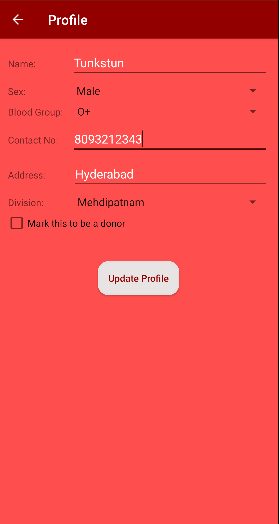 Profile
Name: Tunkstun
Sex: Male
Blood Group: O+
Contact No: 8093212343
Address: Hyderabad
Division: Mehdipatnam
Mark this to be a donor
Update Profile